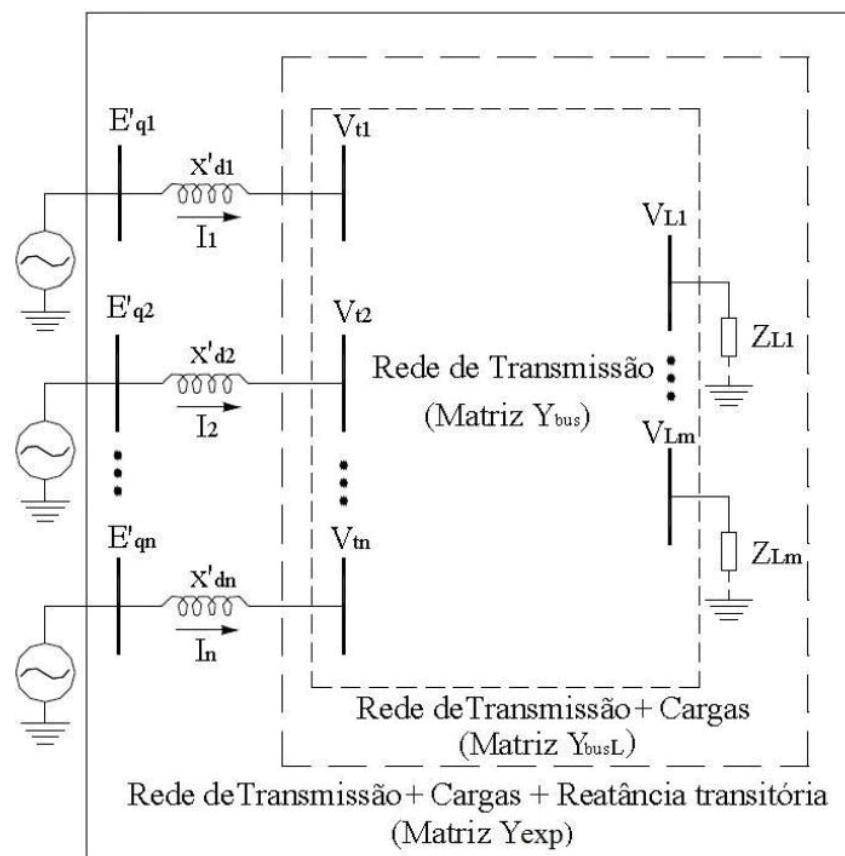 E'q1
X'd1
I1
Vt1
VL1
ZL1
E'q2
X'd2
I2
Vt2
Rede de Transmissão
(Matriz Ybus)
VLm
ZLm
E'qn
X'dn
In
Vtn
Rede deTransmissão + Cargas
(Matriz YbusL)
Rede deTransmissão + Cargas + Reatância transitória
(Matriz Yexp)